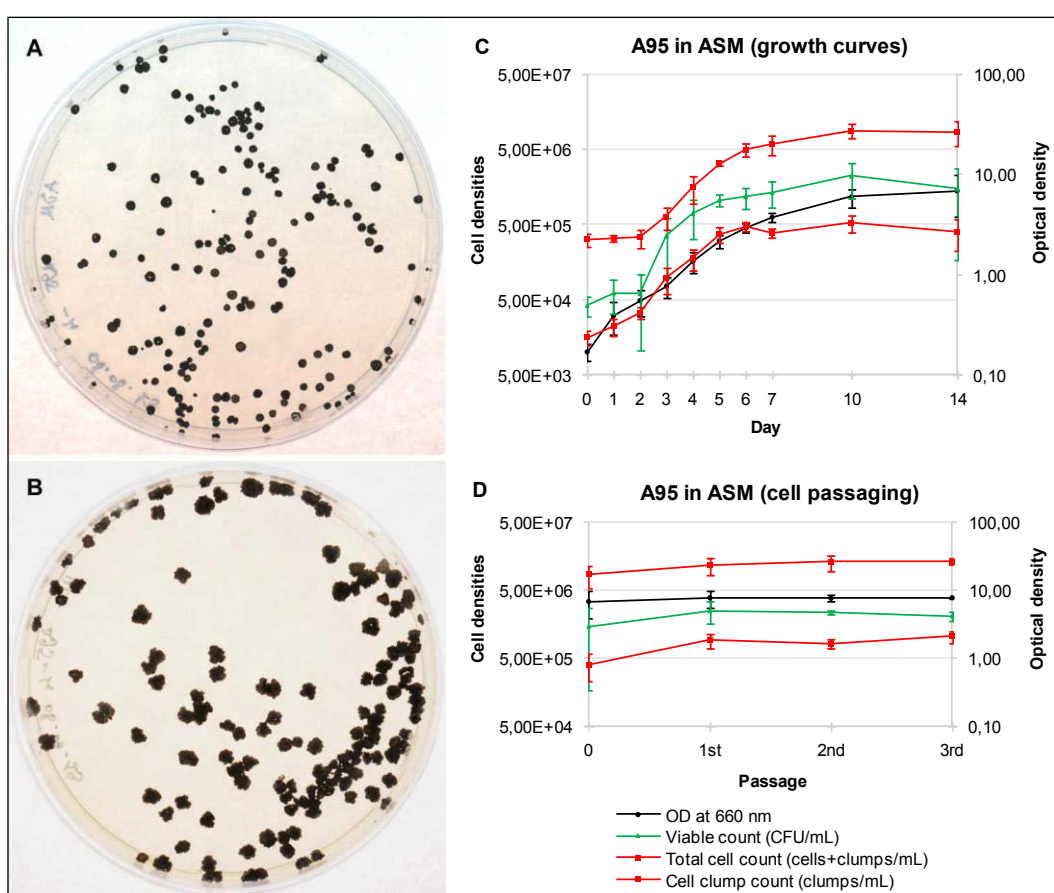 A
B
C
A95 in ASM (growth curves)
5,00E+07
5,00E+06
5,00E+05
5,00E+04
5,00E+03
Cell densities
100,00
10,00
1,00
0,10
Optical density
0 1 2 3 4 5 6 7 10 14
Day
D
A95 in ASM (cell passaging)
5,00E+07
5,00E+06
5,00E+05
5,00E+04
Cell densities
100,00
10,00
1,00
0,10
Optical density
0 1st 2nd 3rd
Passage
OD at 660 nm
Viable count (CFU/mL)
Total cell count (cells+clumps/mL)
Cell clump count (clumps/mL)